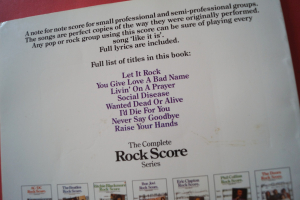 A note for note score for small professional and semi-professional groups.
The songs are perfect copies of the way they were originally performed.
Any pop or rock group using this score can be sure of playing every
song 'like it is'.
Full lyrics are included.
Full list of titles in this book:
Let It Rock
You Give Love A Bad Name
Livin' On A Prayer
Social Disease
Wanted Dead Or Alive
I'll Die For You
Never Say Goodbye
Raise Your Hands
The Complete
Rock Score
Series